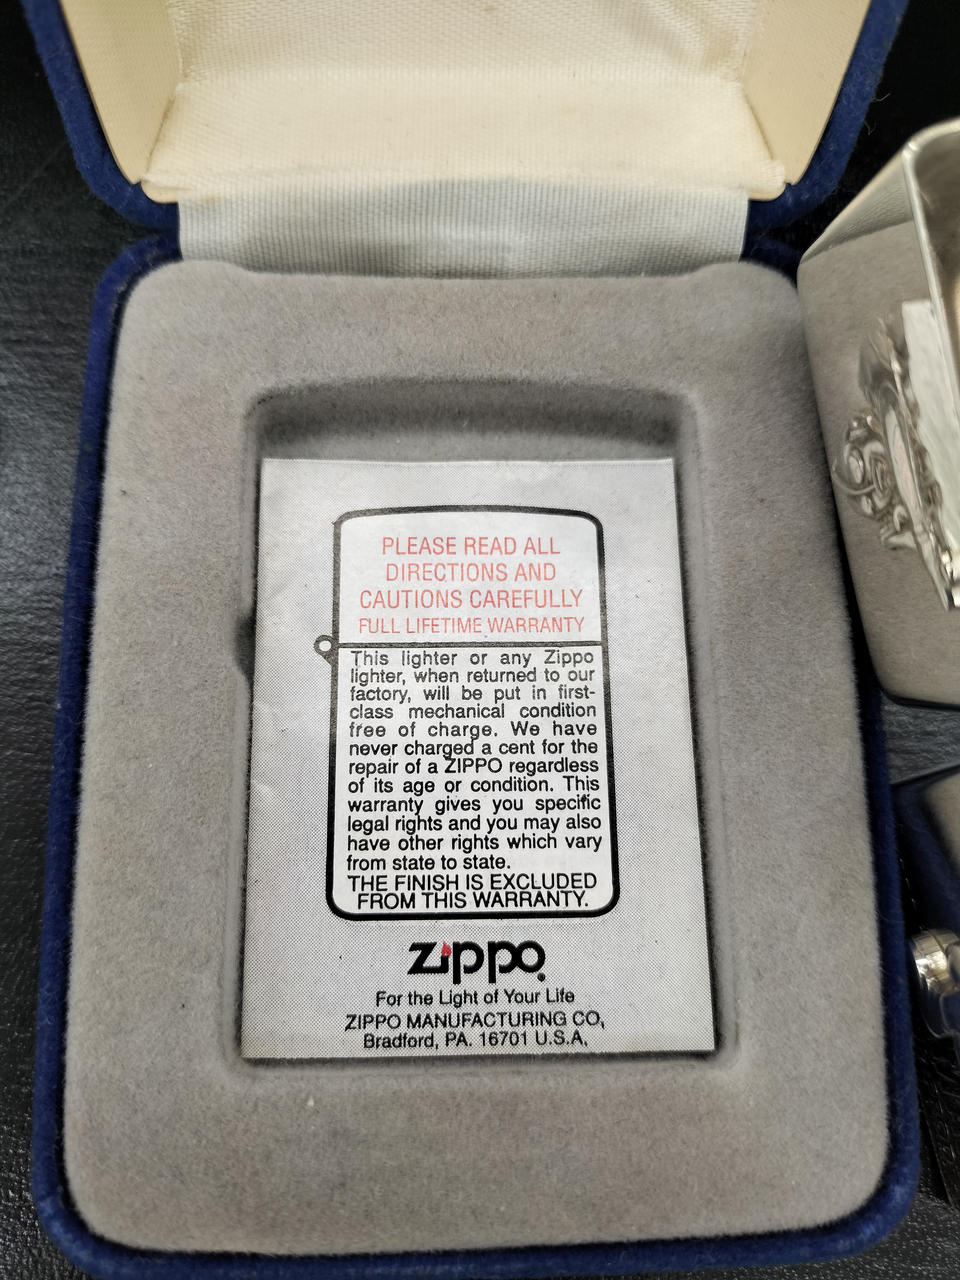 PLEASE READ ALL
DIRECTIONS AND
CAUTIONS CAREFULLY
FULL LIFETIME WARRANTY
This lighter or any Zippo
lighter, when returned to our
factory, will be put in first-
class mechanical condition
free of charge. We have
never charged a cent for the
repair of a ZIPPO regardless
of its age or condition. This
warranty gives you specific
legal rights and you may also
have other rights which vary
from state to state.
THE FINISH IS EXCLUDED
FROM THIS WARRANTY.
zippo
For the Light of Your Life
ZIPPO MANUFACTURING CO,
Bradford, PA. 16701 U.S.A,